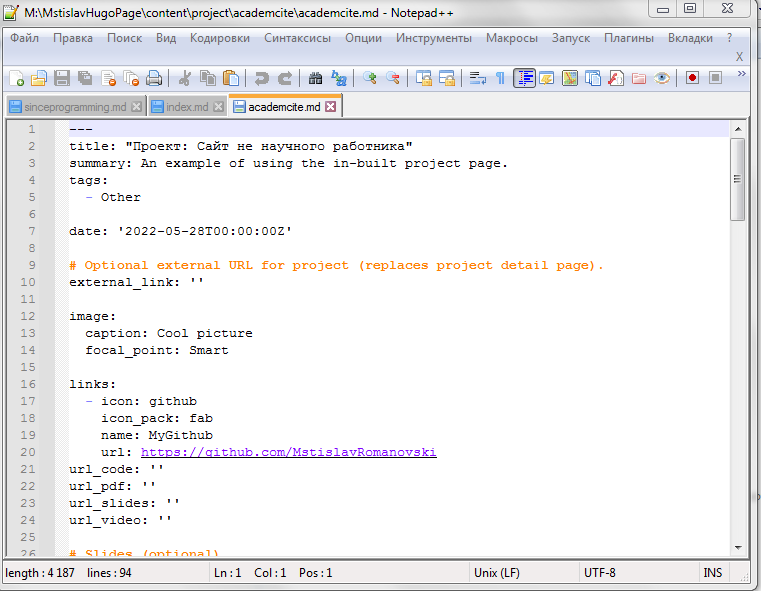 M:\MstislavHugoPage\content\project\academcite\academcite.md - Notepad++
Файл Правка Поиск Вид Кодировки Синтаксисы Опции Инструменты Макросы Запуск Плагины Вкладки ?
X
sinceprogramming.md index.md academcite.md
1 ---
2 title: "Проект: Сайт не научного работника"
3 summary: An example of using the in-built project page.
4 tags:
5 - Other
6
7 date: '2022-05-28T00:00:00Z'
8
9 # Optional external URL for project (replaces project detail page).
10 external_link: ''
11
12 image:
13 caption: Cool picture
14 focal_point: Smart
15
16 links:
17 - icon: github
18 icon_pack: fab
19 name: MyGithub
20 url: https://github.com/MstislavRomanovski
21 url_code: ''
22 url_pdf: ''
23 url_slides: ''
24 url_video: ''
25
26 # Slides (optional)
length : 4 187 lines : 94 Ln : 1 Col : 1 Pos : 1 Unix (LF) UTF-8 INS